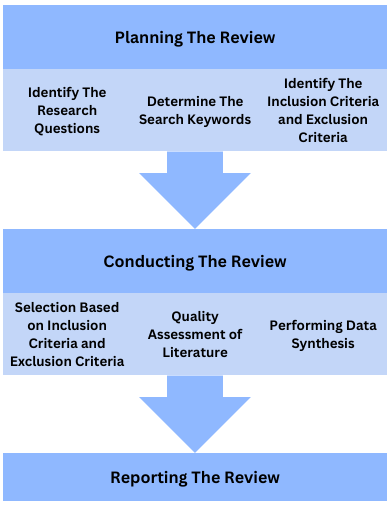 Planning The Review
Identify The
Research
Questions
Determine The
Search Keywords
Identify The
Inclusion Criteria
and Exclusion
Criteria
Conducting The Review
Selection Based
on Inclusion
Criteria and
Exclusion Criteria
Quality
Assessment of
Literature
Performing Data
Synthesis
Reporting The Review